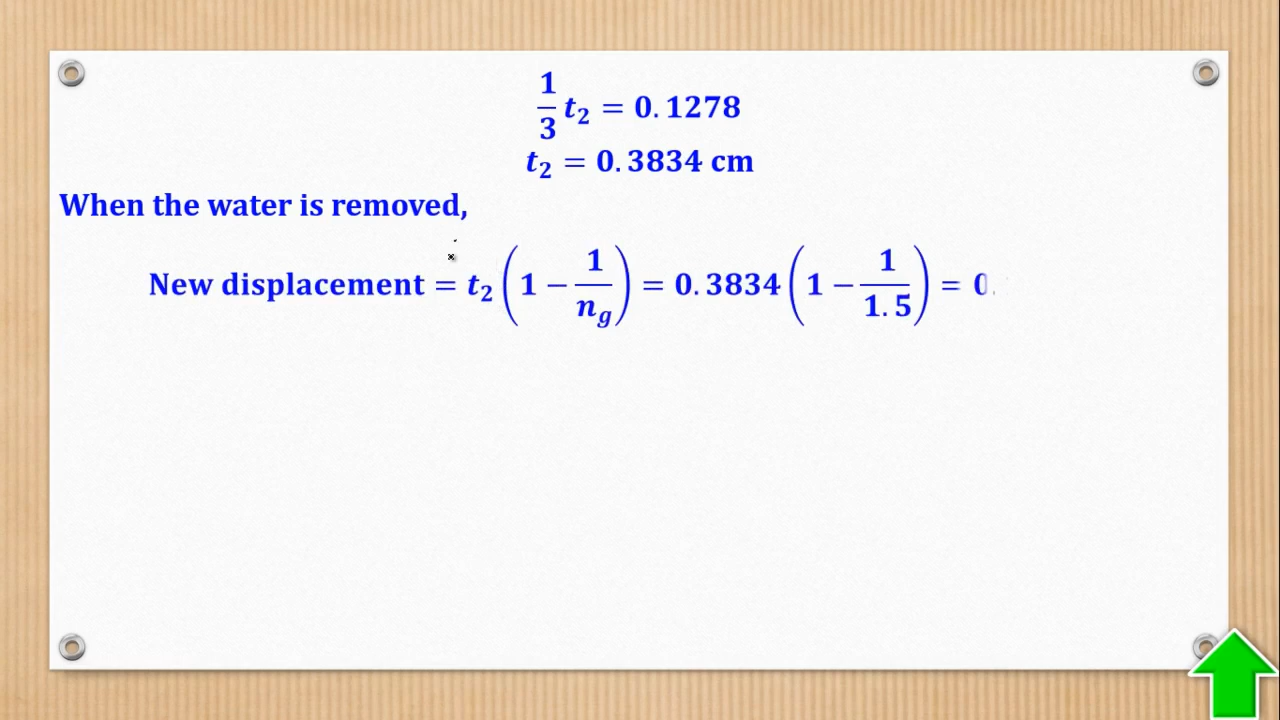 1/3 t₂ = 0.1278
t₂ = 0.3834 cm
When the water is removed,
New displacement = t₂ (1 − 1/n_g) = 0.3834 (1 − 1/1.5) = 0.